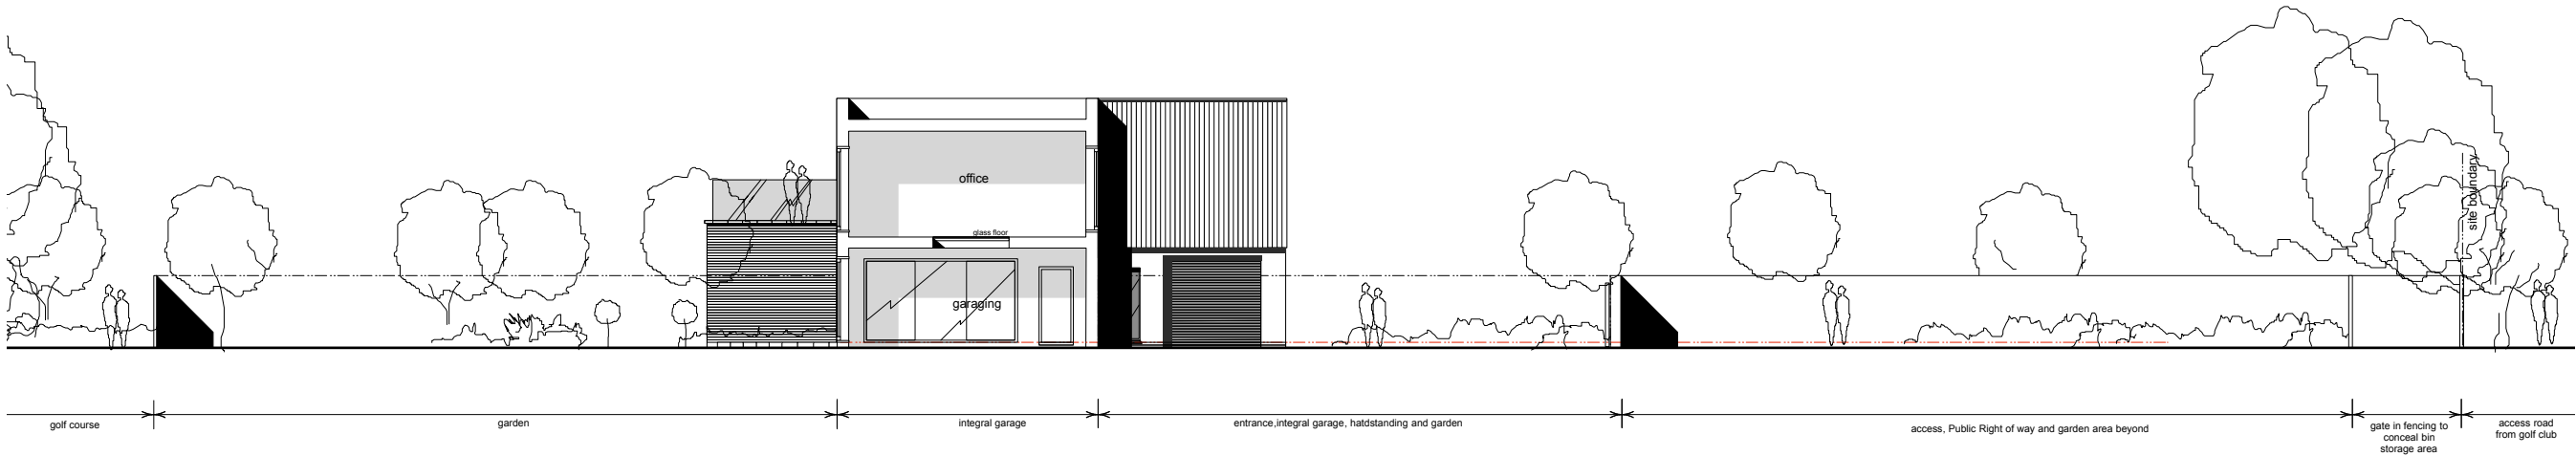 site boundary
office
glass floor
garaging
golf course
garden
integral garage
entrance,integral garage, hatdstanding and garden
access, Public Right of way and garden area beyond
gate in fencing to
conceal bin
storage area
access road
from golf club